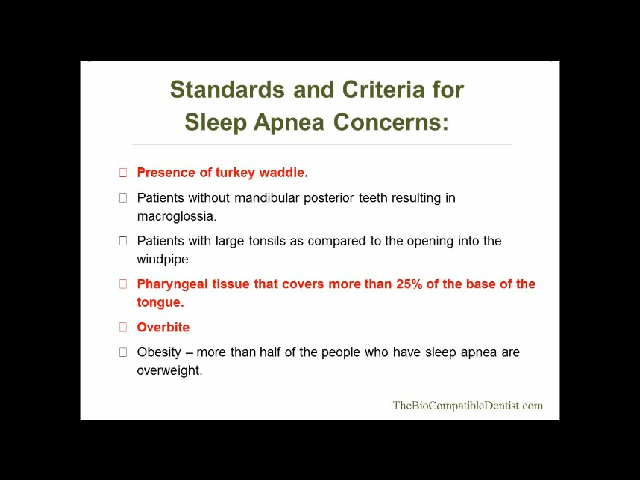 Standards and Criteria for
Sleep Apnea Concerns:
Presence of turkey waddle.
Patients without mandibular posterior teeth resulting in
macroglossia.
Patients with large tonsils as compared to the opening into the
windpipe
Pharyngeal tissue that covers more than 25% of the base of the
tongue.
Overbite
Obesity – more than half of the people who have sleep apnea are
overweight.
TheBioCompatibleDentist.com